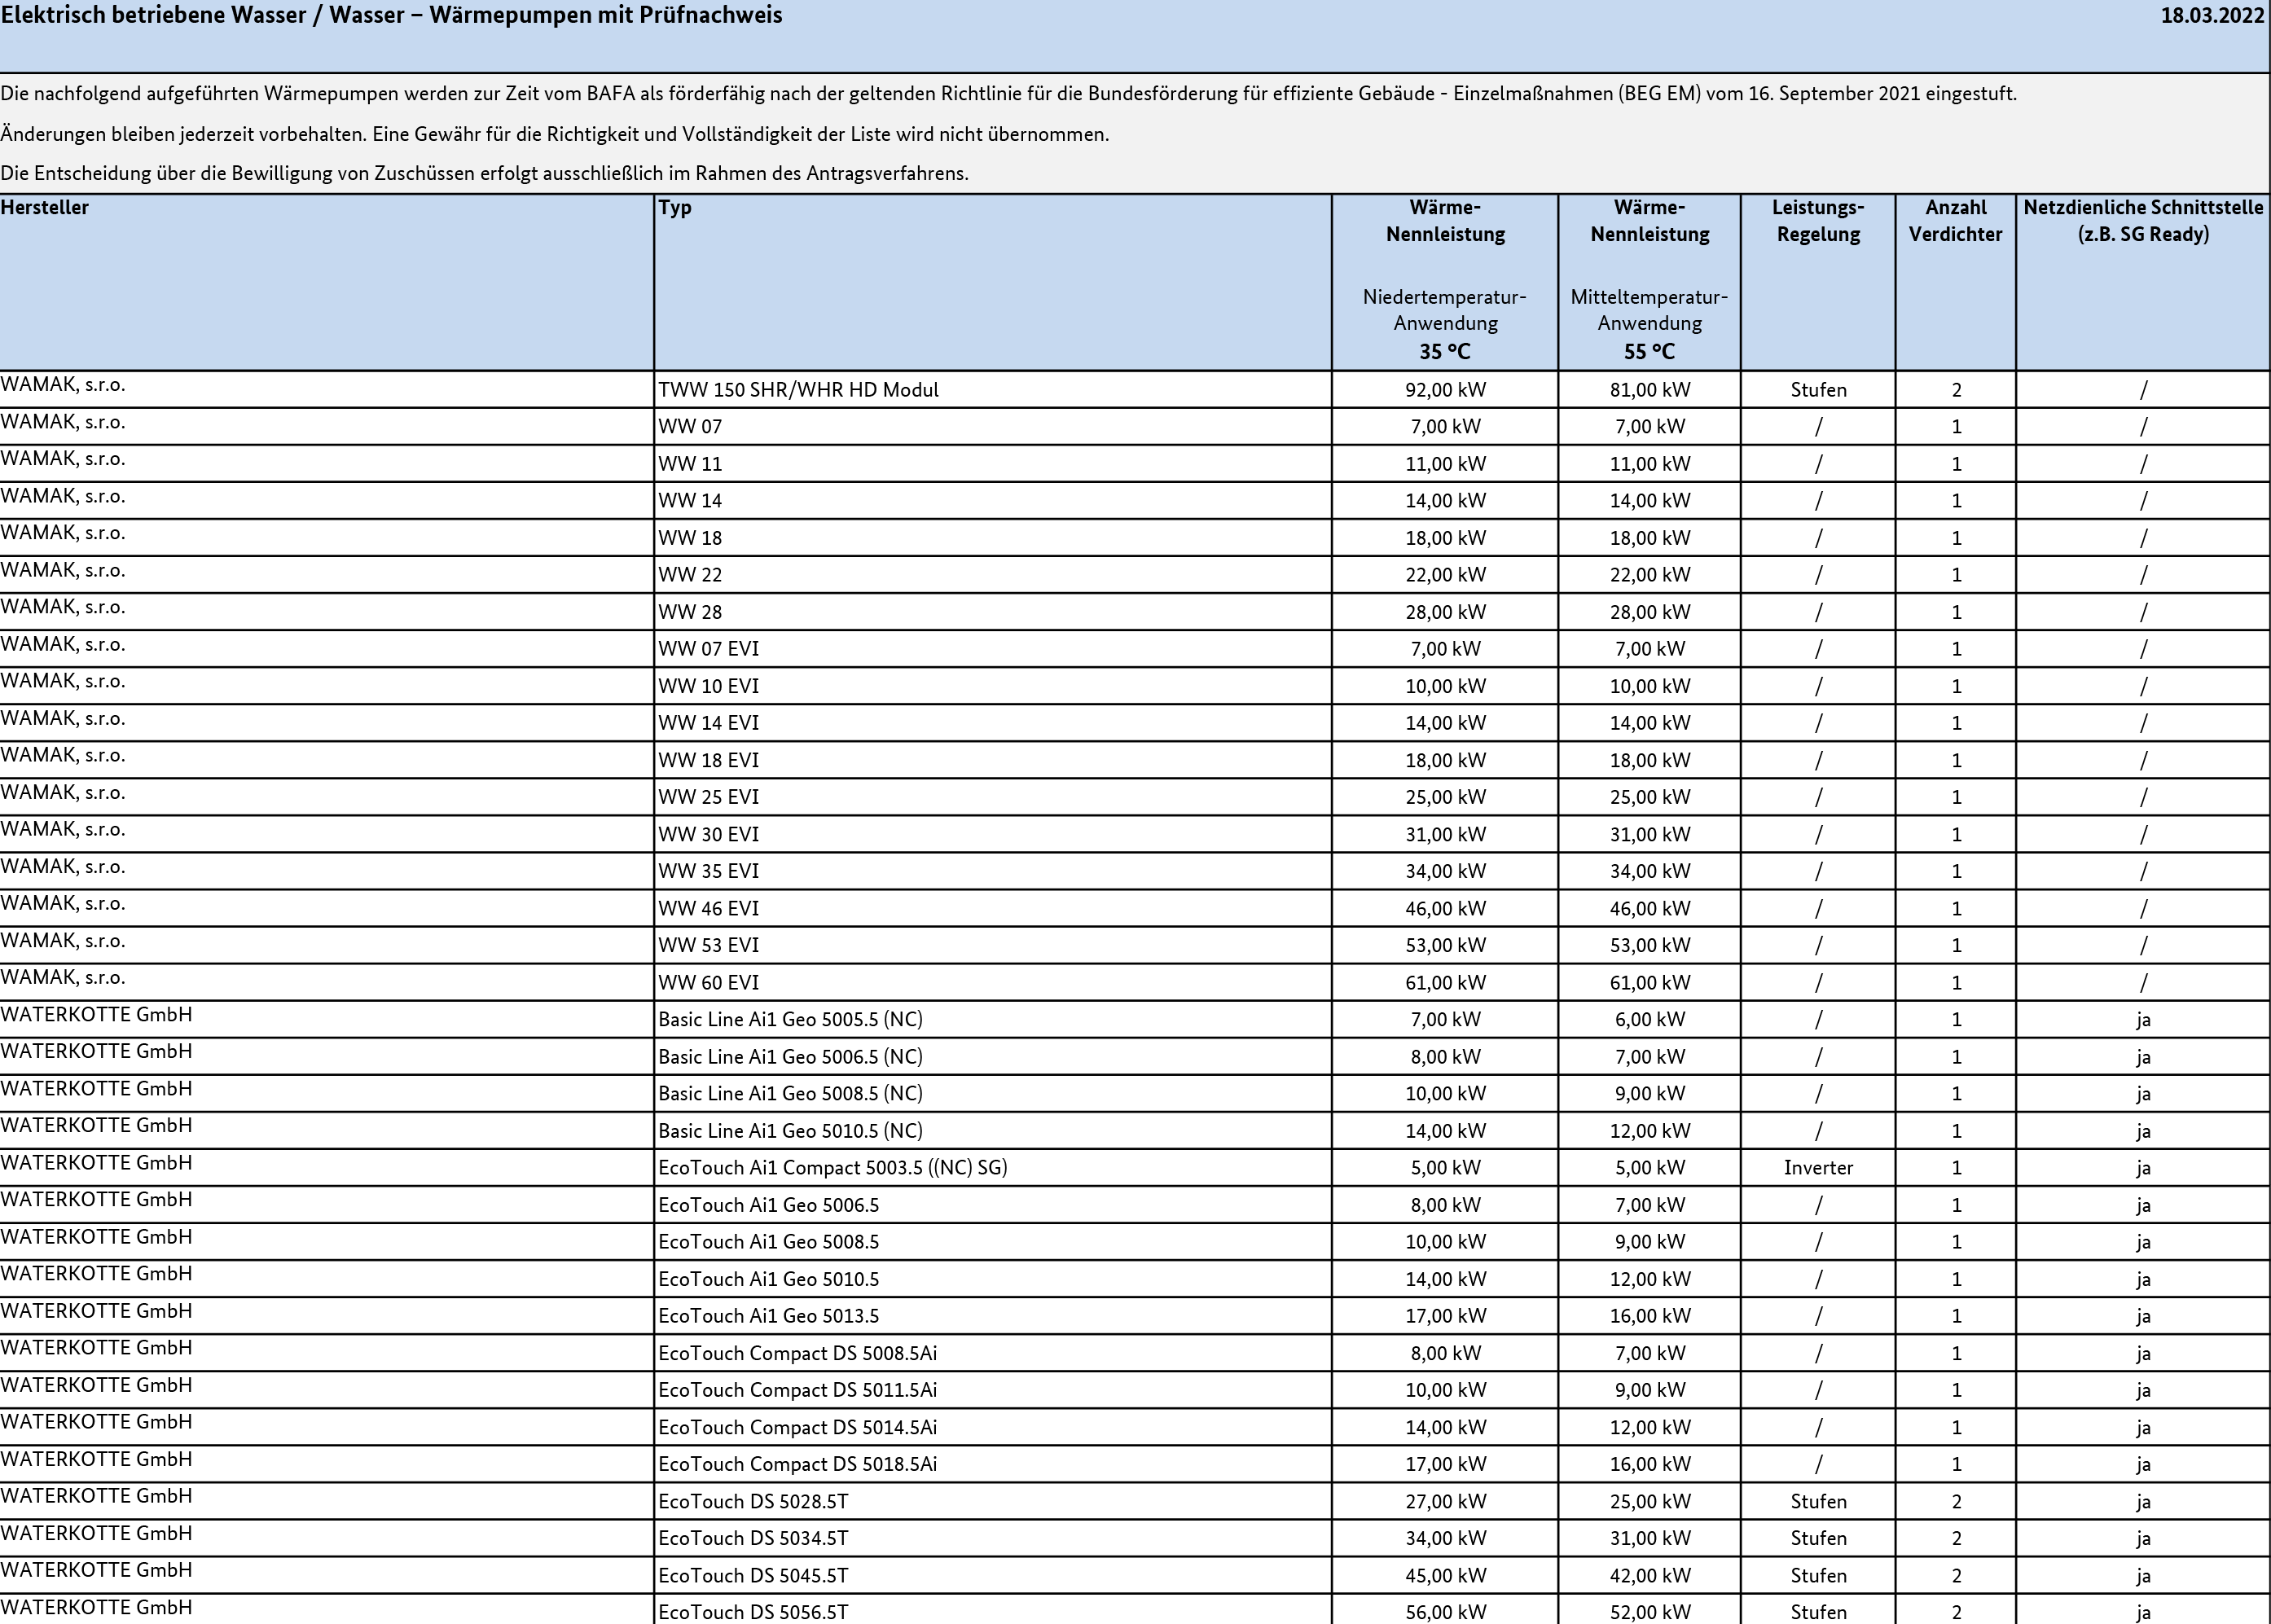 Elektrisch betriebene Wasser / Wasser – Wärmepumpen mit Prüfnachweis 18.03.2022
Die nachfolgend aufgeführten Wärmepumpen werden zur Zeit vom BAFA als förderfähig nach der geltenden Richtlinie für die Bundesförderung für effiziente Gebäude - Einzelmaßnahmen (BEG EM) vom 16. September 2021 eingestuft.
Änderungen bleiben jederzeit vorbehalten. Eine Gewähr für die Richtigkeit und Vollständigkeit der Liste wird nicht übernommen.
Die Entscheidung über die Bewilligung von Zuschüssen erfolgt ausschließlich im Rahmen des Antragsverfahrens.
Hersteller Typ Wärme- Wärme- Leistungs- Anzahl Netzdienliche Schnittstelle
Nennleistung Nennleistung Regelung Verdichter (z.B. SG Ready)
Niedertemperatur- Mitteltemperatur-
Anwendung Anwendung
35 °C 55 °C
WAMAK, s.r.o. TWW 150 SHR/WHR HD Modul 92,00 kW 81,00 kW Stufen 2 /
WAMAK, s.r.o. WW 07 7,00 kW 7,00 kW / 1 /
WAMAK, s.r.o. WW 11 11,00 kW 11,00 kW / 1 /
WAMAK, s.r.o. WW 14 14,00 kW 14,00 kW / 1 /
WAMAK, s.r.o. WW 18 18,00 kW 18,00 kW / 1 /
WAMAK, s.r.o. WW 22 22,00 kW 22,00 kW / 1 /
WAMAK, s.r.o. WW 28 28,00 kW 28,00 kW / 1 /
WAMAK, s.r.o. WW 07 EVI 7,00 kW 7,00 kW / 1 /
WAMAK, s.r.o. WW 10 EVI 10,00 kW 10,00 kW / 1 /
WAMAK, s.r.o. WW 14 EVI 14,00 kW 14,00 kW / 1 /
WAMAK, s.r.o. WW 18 EVI 18,00 kW 18,00 kW / 1 /
WAMAK, s.r.o. WW 25 EVI 25,00 kW 25,00 kW / 1 /
WAMAK, s.r.o. WW 30 EVI 31,00 kW 31,00 kW / 1 /
WAMAK, s.r.o. WW 35 EVI 34,00 kW 34,00 kW / 1 /
WAMAK, s.r.o. WW 46 EVI 46,00 kW 46,00 kW / 1 /
WAMAK, s.r.o. WW 53 EVI 53,00 kW 53,00 kW / 1 /
WAMAK, s.r.o. WW 60 EVI 61,00 kW 61,00 kW / 1 /
WATERKOTTE GmbH Basic Line Ai1 Geo 5005.5 (NC) 7,00 kW 6,00 kW / 1 ja
WATERKOTTE GmbH Basic Line Ai1 Geo 5006.5 (NC) 8,00 kW 7,00 kW / 1 ja
WATERKOTTE GmbH Basic Line Ai1 Geo 5008.5 (NC) 10,00 kW 9,00 kW / 1 ja
WATERKOTTE GmbH Basic Line Ai1 Geo 5010.5 (NC) 14,00 kW 12,00 kW / 1 ja
WATERKOTTE GmbH EcoTouch Ai1 Compact 5003.5 ((NC) SG) 5,00 kW 5,00 kW Inverter 1 ja
WATERKOTTE GmbH EcoTouch Ai1 Geo 5006.5 8,00 kW 7,00 kW / 1 ja
WATERKOTTE GmbH EcoTouch Ai1 Geo 5008.5 10,00 kW 9,00 kW / 1 ja
WATERKOTTE GmbH EcoTouch Ai1 Geo 5010.5 14,00 kW 12,00 kW / 1 ja
WATERKOTTE GmbH EcoTouch Ai1 Geo 5013.5 17,00 kW 16,00 kW / 1 ja
WATERKOTTE GmbH EcoTouch Compact DS 5008.5Ai 8,00 kW 7,00 kW / 1 ja
WATERKOTTE GmbH EcoTouch Compact DS 5011.5Ai 10,00 kW 9,00 kW / 1 ja
WATERKOTTE GmbH EcoTouch Compact DS 5014.5Ai 14,00 kW 12,00 kW / 1 ja
WATERKOTTE GmbH EcoTouch Compact DS 5018.5Ai 17,00 kW 16,00 kW / 1 ja
WATERKOTTE GmbH EcoTouch DS 5028.5T 27,00 kW 25,00 kW Stufen 2 ja
WATERKOTTE GmbH EcoTouch DS 5034.5T 34,00 kW 31,00 kW Stufen 2 ja
WATERKOTTE GmbH EcoTouch DS 5045.5T 45,00 kW 42,00 kW Stufen 2 ja
WATERKOTTE GmbH EcoTouch DS 5056.5T 56,00 kW 52,00 kW Stufen 2 ja